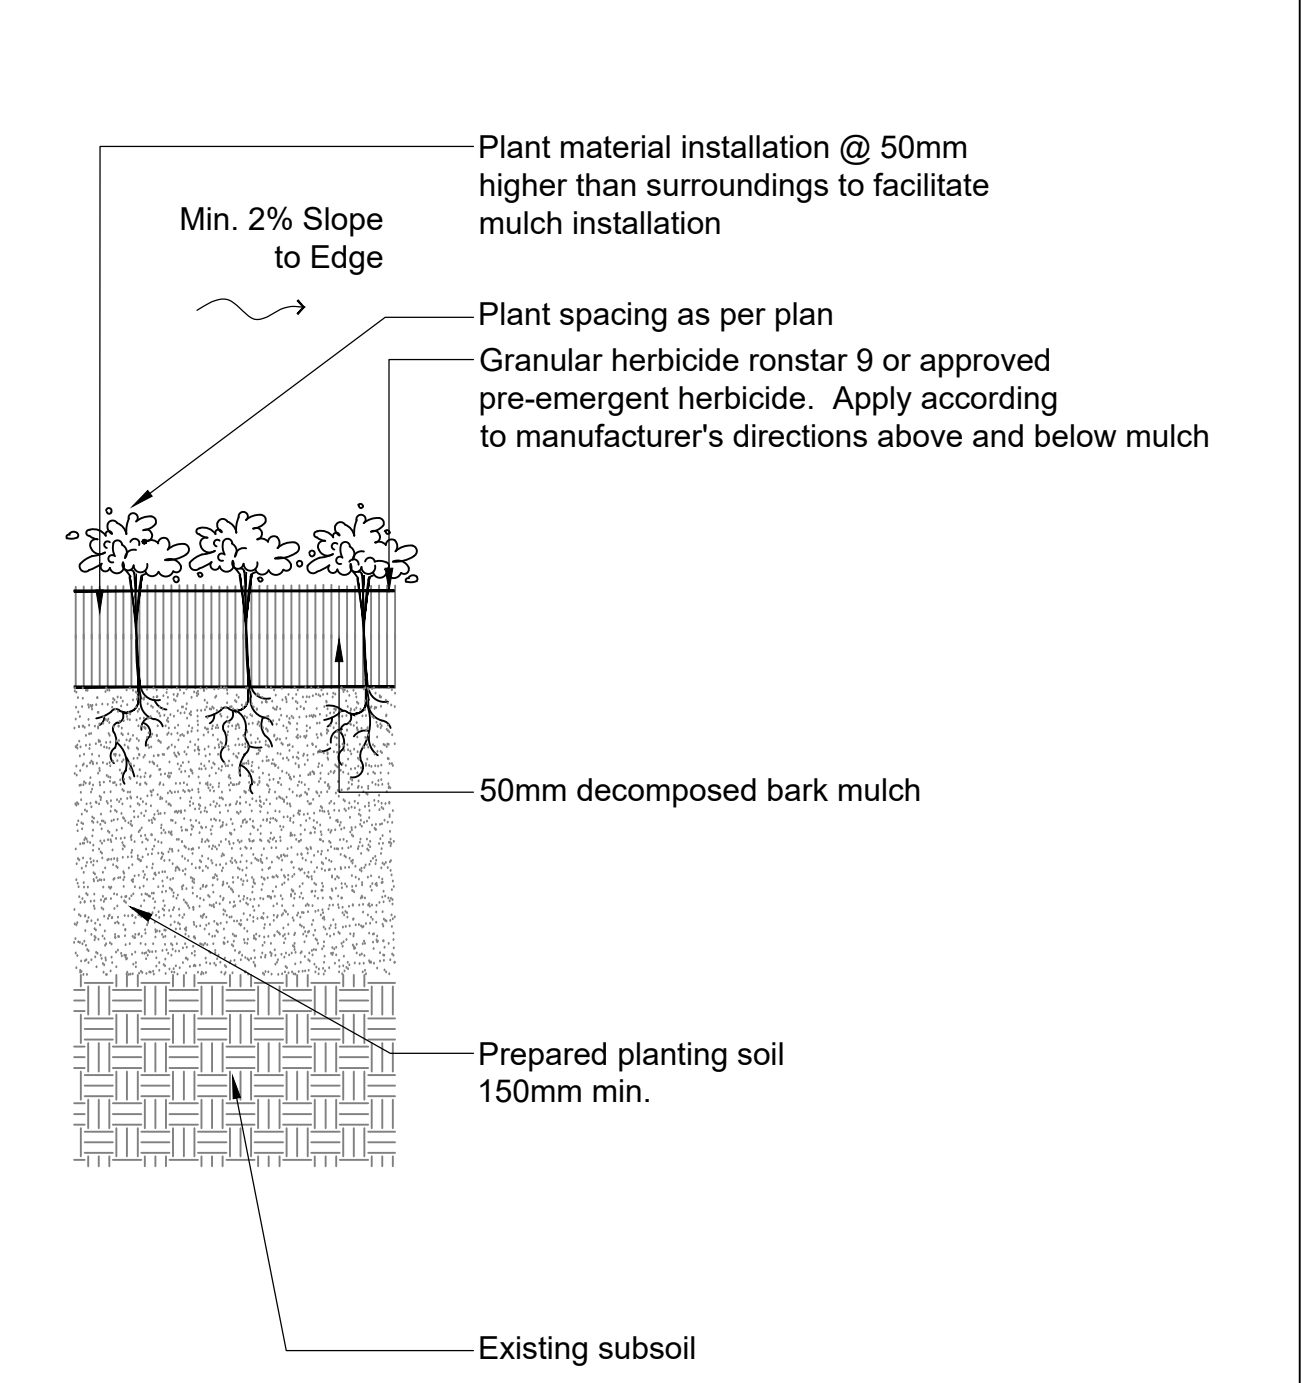 Plant material installation @ 50mm
higher than surroundings to facilitate
mulch installation
Min. 2% Slope
to Edge
Plant spacing as per plan
Granular herbicide ronstar 9 or approved
pre-emergent herbicide.  Apply according
to manufacturer's directions above and below mulch
50mm decomposed bark mulch
Prepared planting soil
150mm min.
Existing subsoil